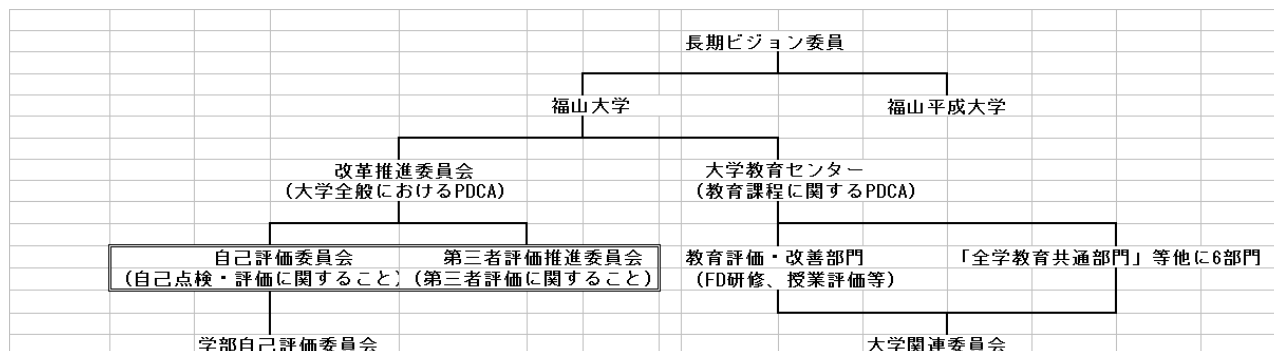 長期ビジョン委員
福山大学
福山平成大学
改革推進委員会
(大学全般におけるPDCA)
大学教育センター
(教育課程に関するPDCA)
自己評価委員会
(自己点検・評価に関すること)
第三者評価推進委員会
(第三者評価に関すること)
教育評価・改善部門
(FD研修、授業評価等)
「全学教育共通部門」等他に6部門
学部自己評価委員会
大学関連委員会